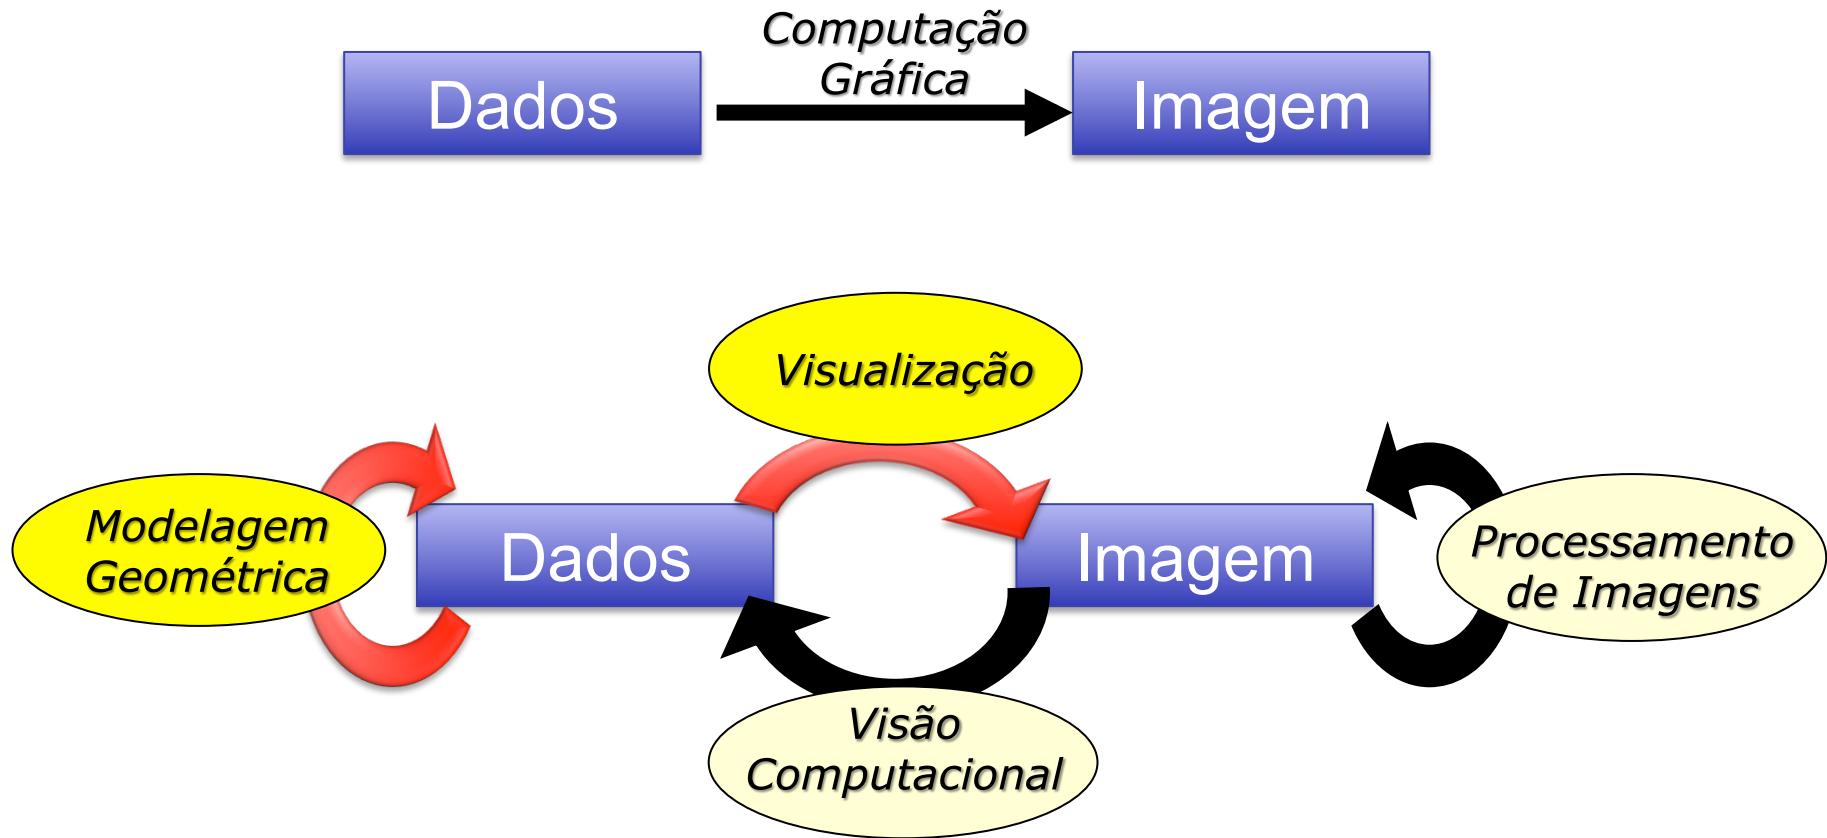 Computação
Gráfica
Dados
Imagem
Visualização
Modelagem
Geométrica
Dados
Imagem
Processamento
de Imagens
Visão
Computacional